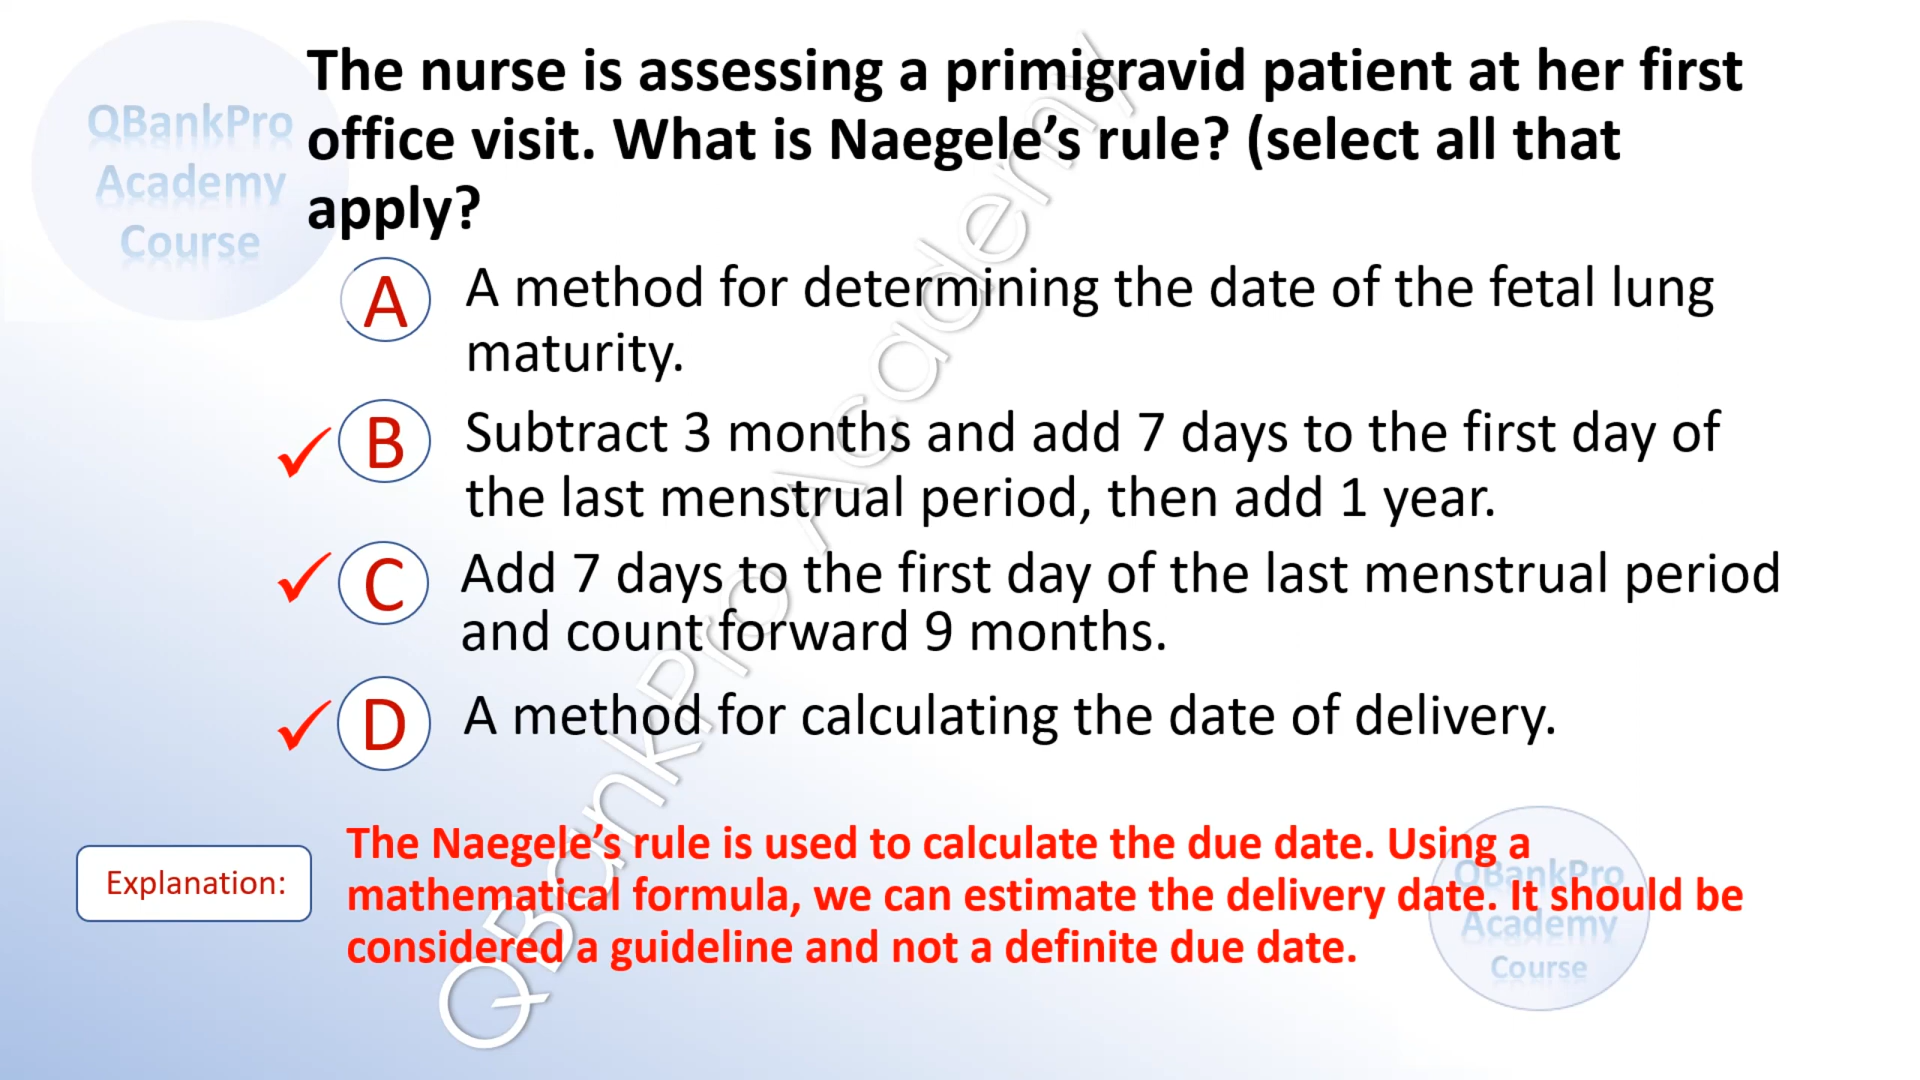 QBankPro
Academy
Course
The nurse is assessing a primigravid patient at her first
office visit. What is Naegele’s rule? (select all that
apply?
A
A method for determining the date of the fetal lung
maturity.
B
Subtract 3 months and add 7 days to the first day of
the last menstrual period, then add 1 year.
C
Add 7 days to the first day of the last menstrual period
and count forward 9 months.
D
A method for calculating the date of delivery.
Explanation:
The Naegele’s rule is used to calculate the due date. Using a
mathematical formula, we can estimate the delivery date. It should be
considered a guideline and not a definite due date.
QBankPro
Academy
Course
QBankPro Academy